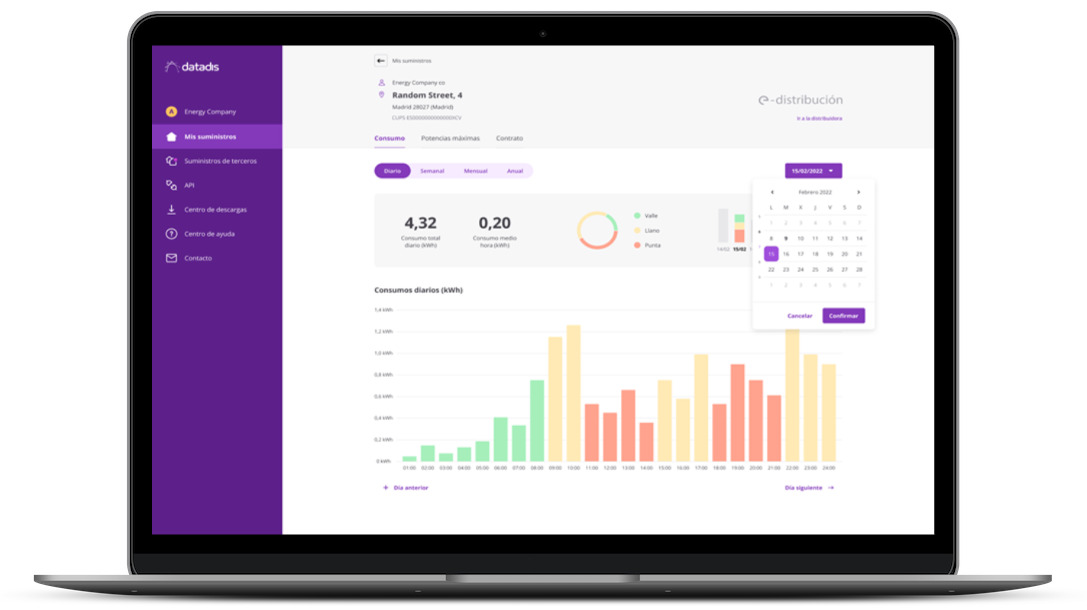 datadis
A Energy Company
Mis suministros
Suministros de terceros
API
Centro de descargas
Centro de ayuda
Contacto
Mis suministros
Energy Company co
Random Street, 4
Madrid 28027 (Madrid)
e-distribución
Ir a la distribuidora
Consumo Potencias máximas Contrato
Diario Semanal Mensual Anual
15/02/2022
Febrero 2022
L M X J V S D
1 2 3 4 5 6 7
8 9 10 11 12 13 14
15 16 17 18 19 20 21
22 23 24 25 26 27 28
1 2 3 4 5 6 7
Cancelar Confirmar
4,32
Consumo total
diario (kWh)
0,20
Consumo medio
hora (kWh)
Valle
Llano
Punta
14/02 15/02
Consumos diarios (kWh)
1,4 kWh
1,2 kWh
1,0 kWh
0,8 kWh
0,6 kWh
0,4 kWh
0,2 kWh
0 kWh
01:00 02:00 03:00 04:00 05:00 06:00 07:00 08:00 09:00 10:00 11:00 12:00 13:00 14:00 15:00 16:00 17:00 18:00 19:00 20:00 21:00 22:00 23:00 24:00
+ Día anterior
Día siguiente →